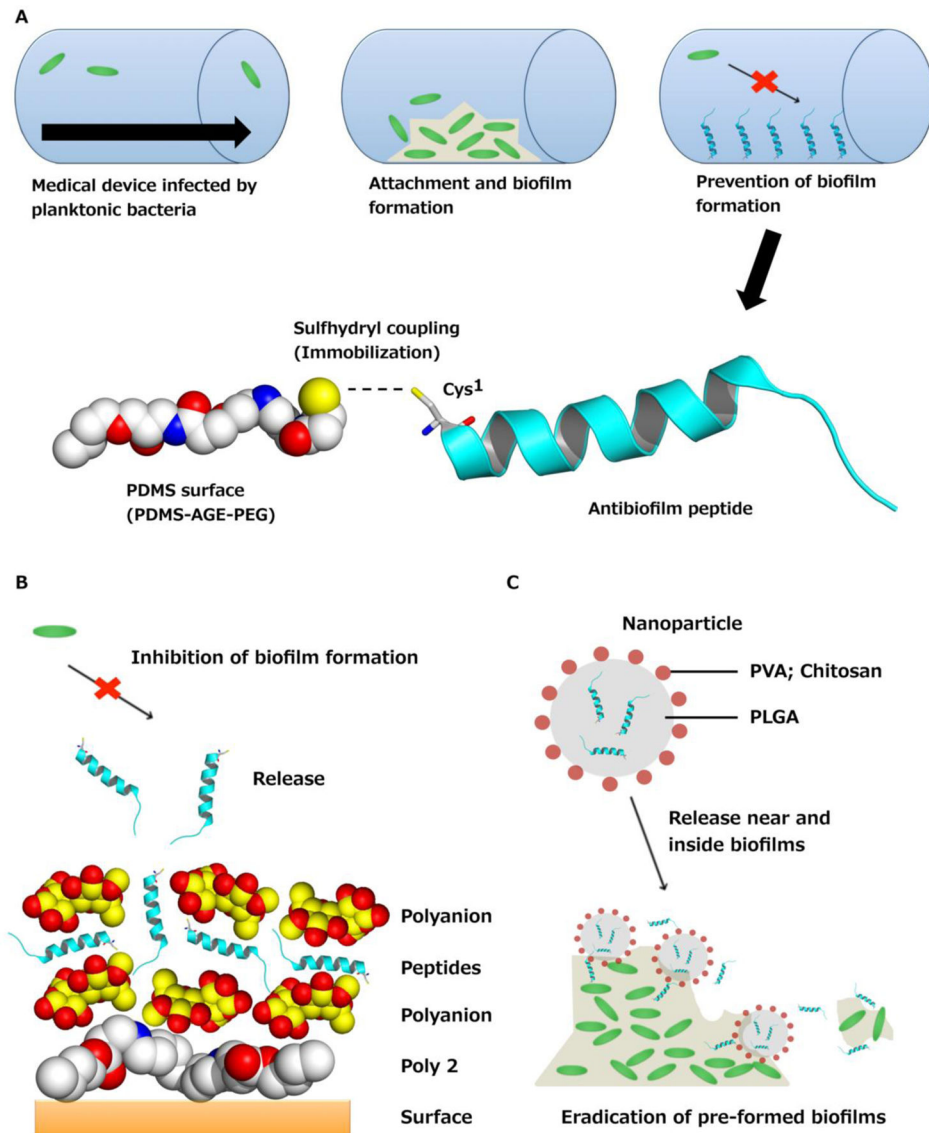 A
Medical device infected by
planktonic bacteria
Attachment and biofilm
formation
Prevention of biofilm
formation
Sulfhydryl coupling
(Immobilization)
Cys1
PDMS surface
(PDMS-AGE-PEG)
Antibiofilm peptide
B
Inhibition of biofilm formation
Release
Polyanion
Peptides
Polyanion
Poly 2
Surface
C
Nanoparticle
PVA; Chitosan
PLGA
Release near and
inside biofilms
Eradication of pre-formed biofilms